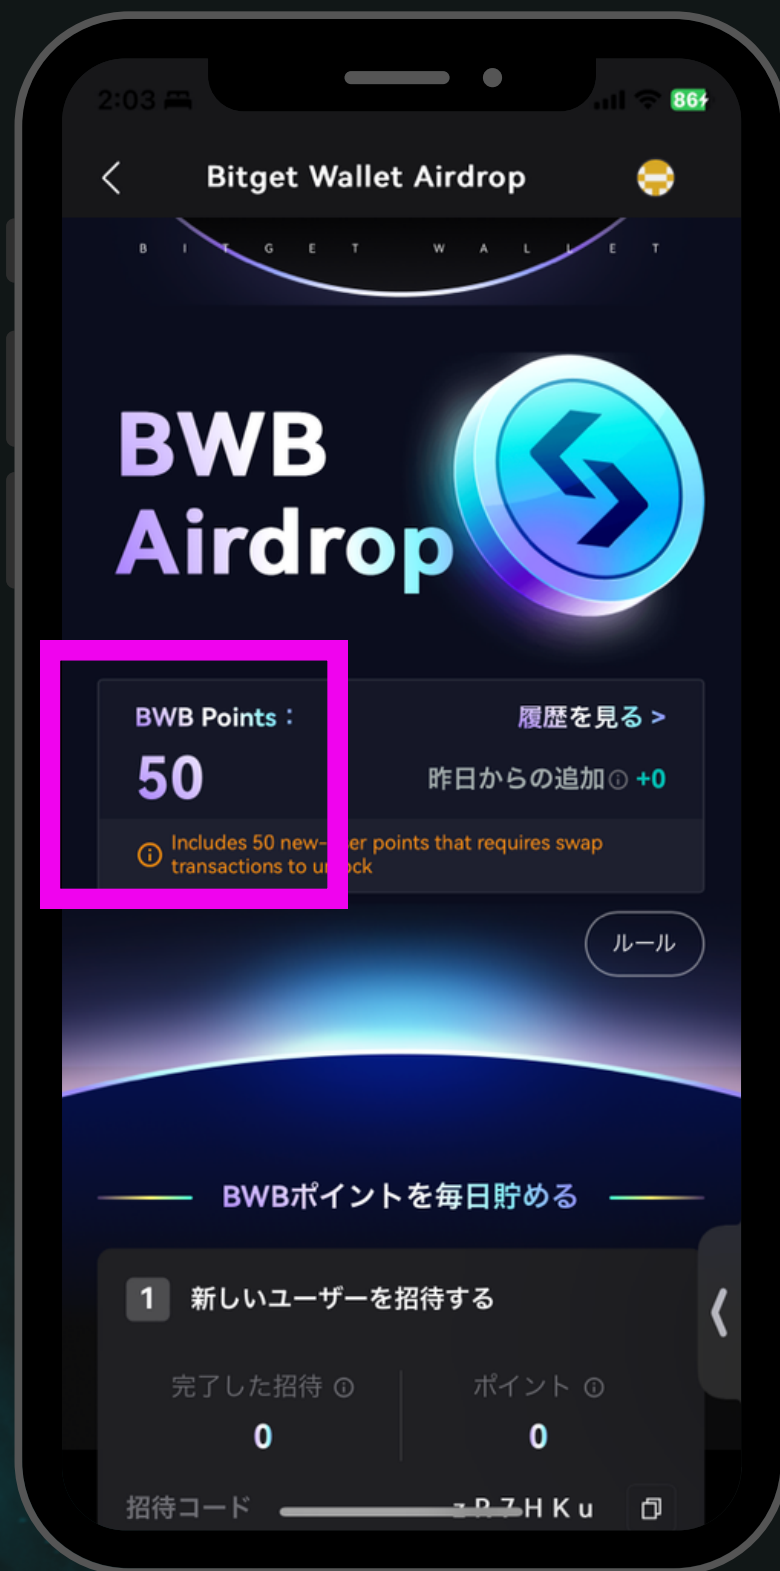 2:03
86
Bitget Wallet Airdrop
BITGET WALLET
BWB
Airdrop
BWB Points：
履歴を見る >
50
昨日からの追加 +0
Includes 50 new- er points that requires swap
transactions to ock
ルール
BWBポイントを毎日貯める
1 新しいユーザーを招待する
完了した招待
ポイント
0
0
招待コード
HKu